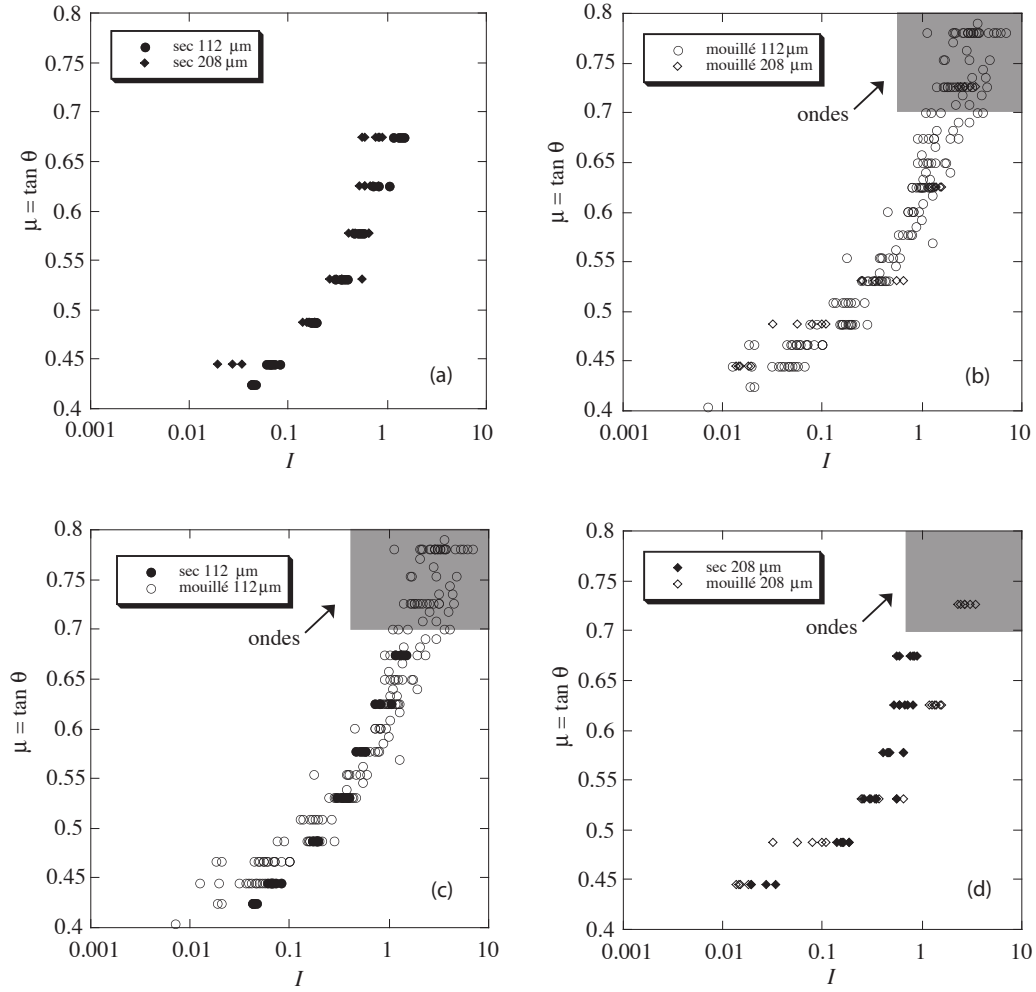 0.8
0.75
0.7
0.65
0.6
0.55
0.5
0.45
0.4
μ = tan θ
sec 112 μm
sec 208 μm
(a)
0.001
0.01
0.1
1
10
I
0.8
0.75
0.7
0.65
0.6
0.55
0.5
0.45
0.4
μ = tan θ
mouillé 112μm
mouillé 208 μm
ondes
(b)
0.001
0.01
0.1
1
10
I
0.8
0.75
0.7
0.65
0.6
0.55
0.5
0.45
0.4
μ = tan θ
sec 112 μm
mouillé 112μm
ondes
(c)
0.001
0.01
0.1
1
10
I
0.8
0.75
0.7
0.65
0.6
0.55
0.5
0.45
0.4
μ = tan θ
sec 208 μm
mouillé 208 μm
ondes
(d)
0.001
0.01
0.1
1
10
I